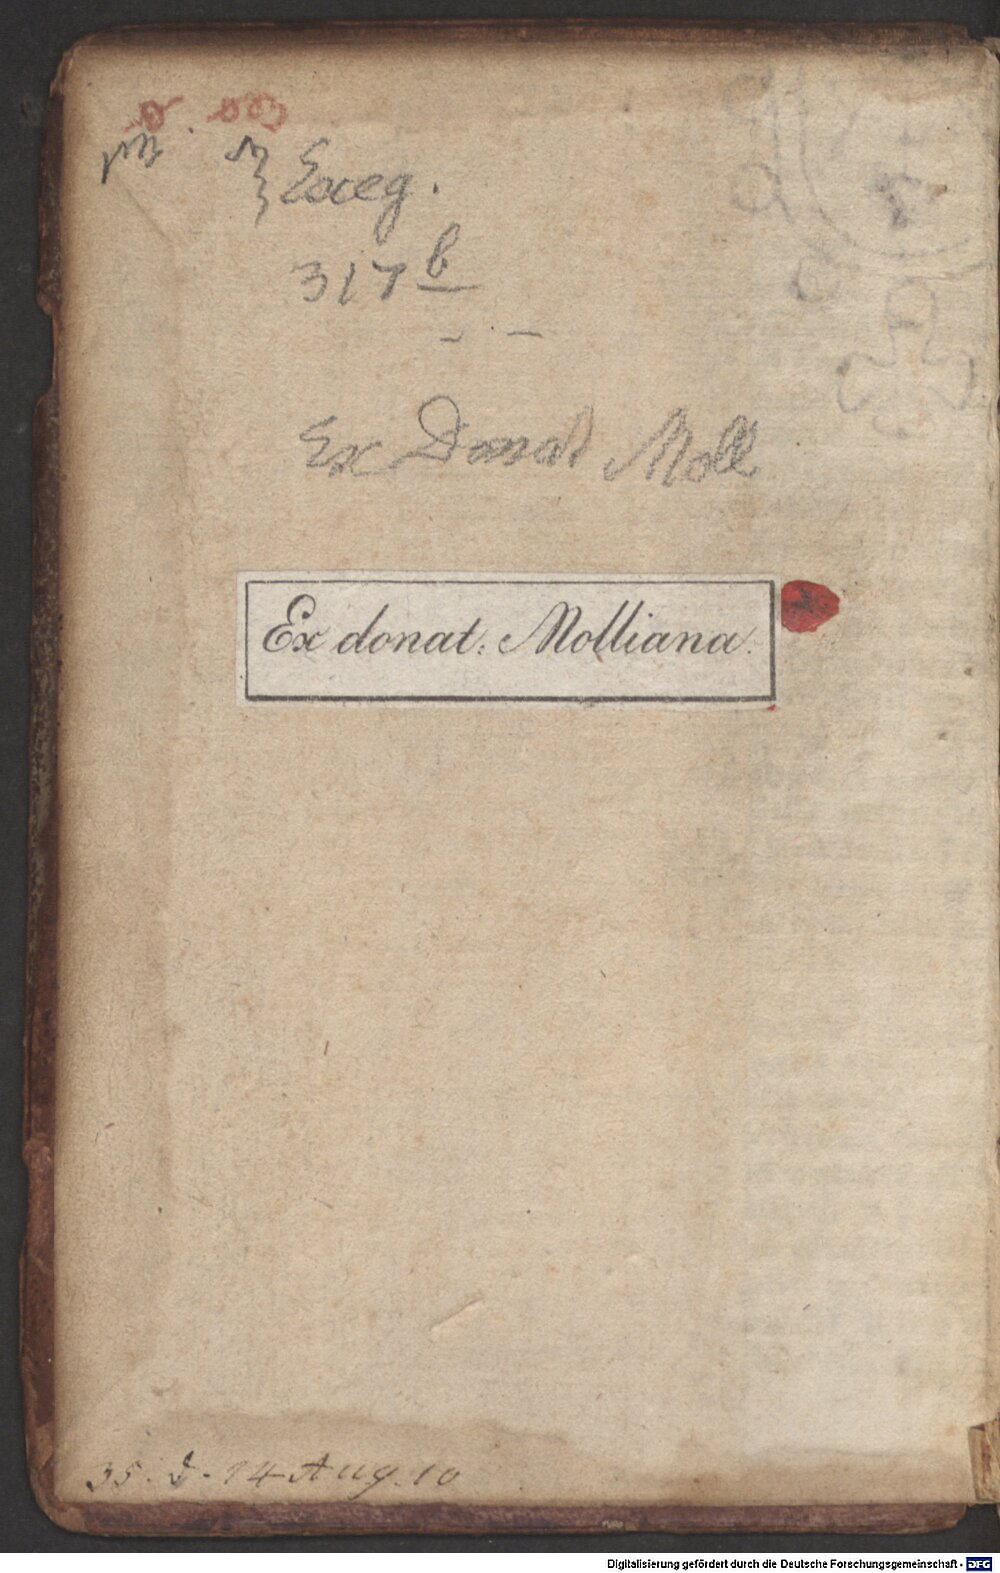 Exeg.
317 b
Ex Donat Moll
Ex donat. Molliana.
35. d. 14 Aug. 10
Digitalisierung gefördert durch die Deutsche Forschungsgemeinschaft - DFG